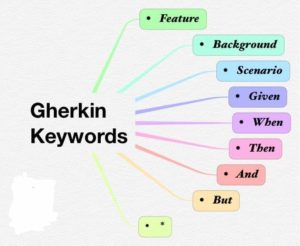 Gherkin
Keywords
• Feature
• Background
• Scenario
• Given
• When
• Then
• And
• But
• *